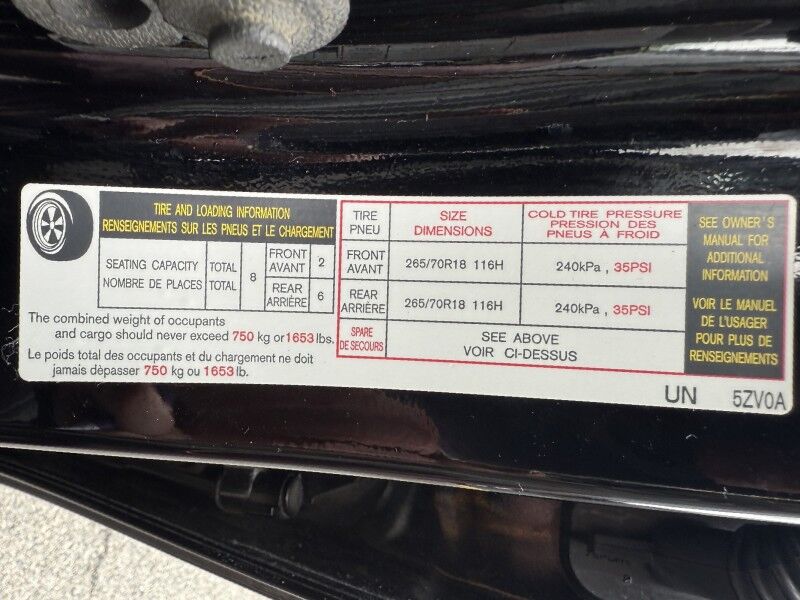 TIRE AND LOADING INFORMATION
RENSEIGNEMENTS SUR LES PNEUS ET LE CHARGEMENT
SEATING CAPACITY TOTAL 8 FRONT AVANT 2
NOMBRE DE PLACES TOTAL REAR ARRIÈRE 6
The combined weight of occupants
and cargo should never exceed 750 kg or 1653 lbs.
Le poids total des occupants et du chargement ne doit
jamais dèpasser 750 kg ou 1653 lb.
TIRE PNEU SIZE DIMENSIONS COLD TIRE PRESSURE PRESSION DES PNEUS À FROID
FRONT AVANT 265/70R18 116H 240kPa , 35PSI
REAR ARRIÈRE 265/70R18 116H 240kPa , 35PSI
SPARE DE SECOURS SEE ABOVE VOIR CI-DESSUS
SEE OWNER'S
MANUAL FOR
ADDITIONAL
INFORMATION
VOIR LE MANUEL
DE L'USAGER
POUR PLUS DE
RENSEIGNEMENTS
UN 5ZV0A